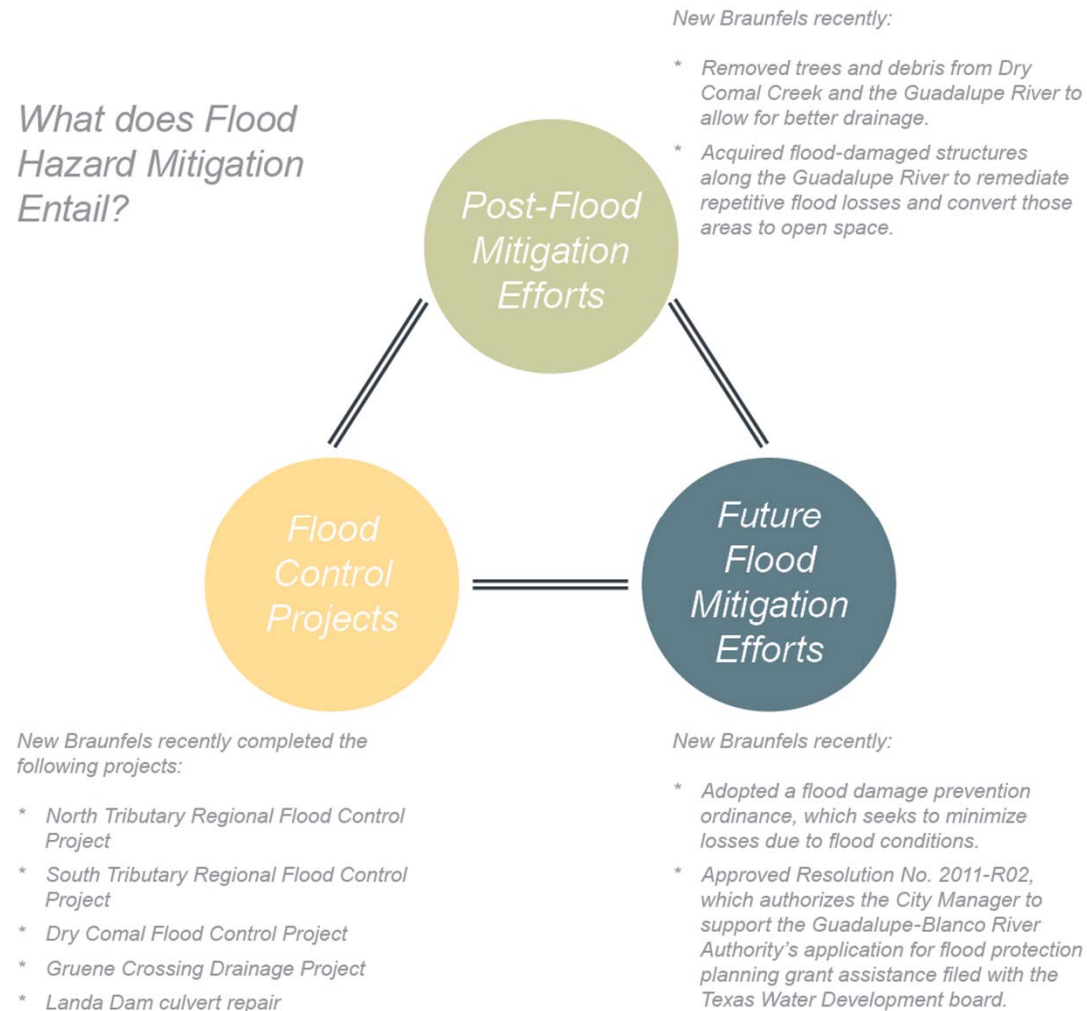 What does Flood
Hazard Mitigation
Entail?
New Braunfels recently:
* Removed trees and debris from Dry
Comal Creek and the Guadalupe River to
allow for better drainage.
* Acquired flood-damaged structures
along the Guadalupe River to remediate
repetitive flood losses and convert those
areas to open space.
Post-Flood
Mitigation
Efforts
Flood
Control
Projects
Future
Flood
Mitigation
Efforts
New Braunfels recently completed the
following projects:
* North Tributary Regional Flood Control
Project
* South Tributary Regional Flood Control
Project
* Dry Comal Flood Control Project
* Gruene Crossing Drainage Project
* Landa Dam culvert repair
New Braunfels recently:
* Adopted a flood damage prevention
ordinance, which seeks to minimize
losses due to flood conditions.
* Approved Resolution No. 2011-R02,
which authorizes the City Manager to
support the Guadalupe-Blanco River
Authority's application for flood protection
planning grant assistance filed with the
Texas Water Development board.